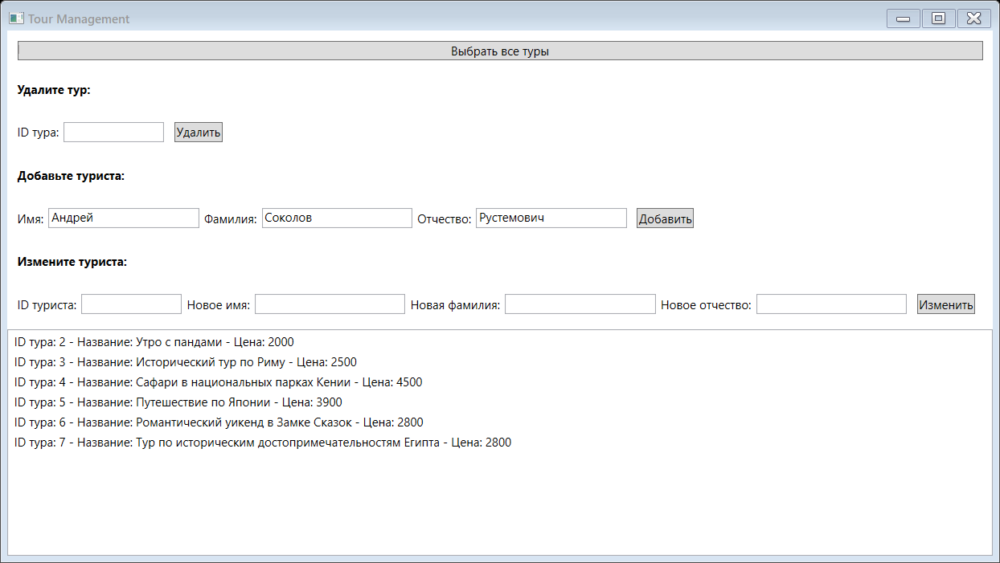 Tour Management
Выбрать все туры
Удалите тур:
ID тура: Удалить
Добавьте туриста:
Имя: Андрей Фамилия: Соколов Отчество: Рустемович Добавить
Измените туриста:
ID туриста: Новое имя: Новая фамилия: Новое отчество: Изменить
ID тура: 2 - Название: Утро с пандами - Цена: 2000
ID тура: 3 - Название: Исторический тур по Риму - Цена: 2500
ID тура: 4 - Название: Сафари в национальных парках Кении - Цена: 4500
ID тура: 5 - Название: Путешествие по Японии - Цена: 3900
ID тура: 6 - Название: Романтический уикенд в Замке Сказок - Цена: 2800
ID тура: 7 - Название: Тур по историческим достопримечательностям Египта - Цена: 2800